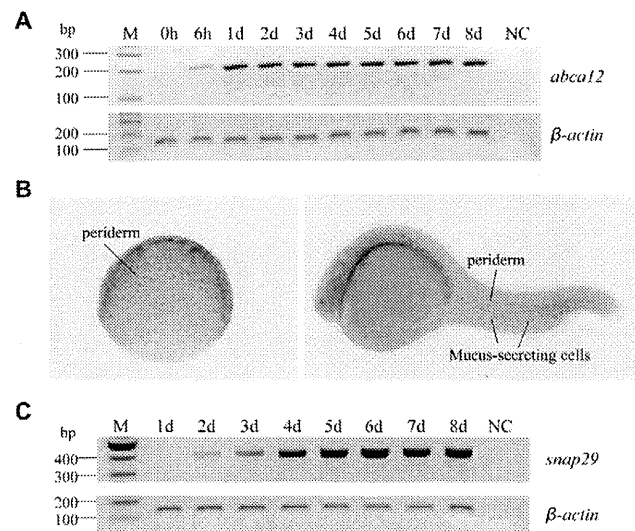 A
bp M 0h 6h 1d 2d 3d 4d 5d 6d 7d 8d NC
300
200
abca12
100
200
β-actin
100
B
periderm
periderm
Mucus-secreting cells
C
bp M 1d 2d 3d 4d 5d 6d 7d 8d NC
400
snap29
300
200
β-actin
100